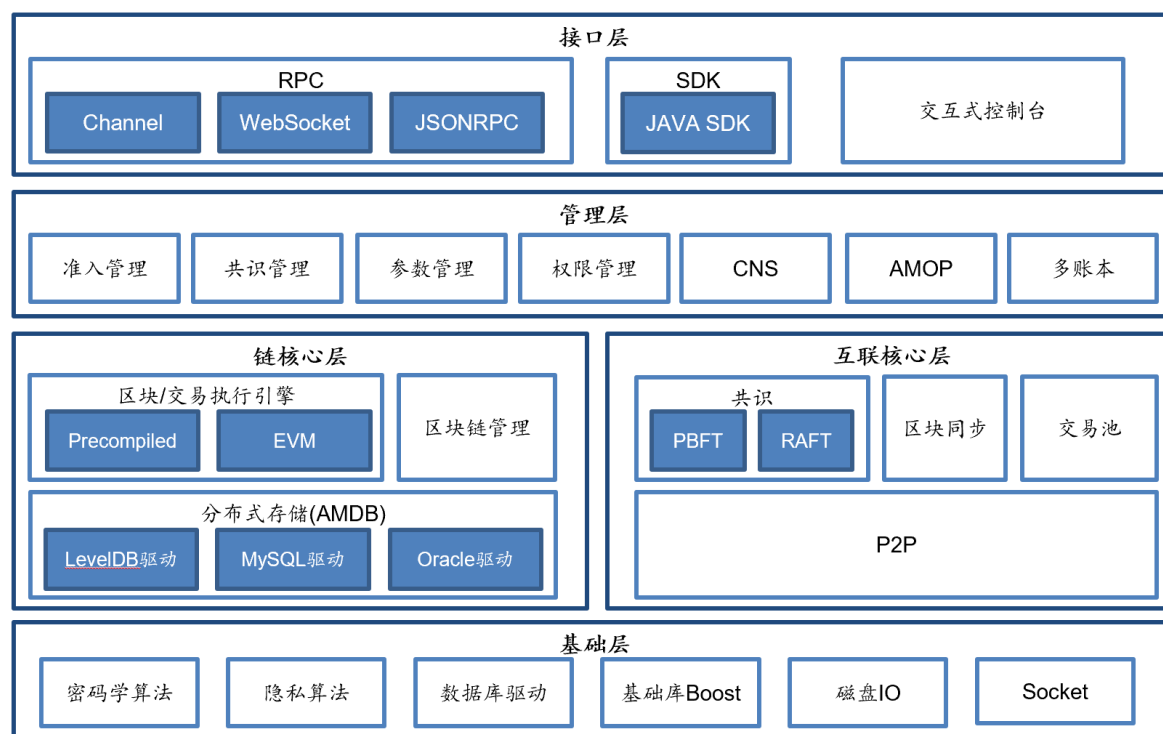 接口层
RPC
Channel
WebSocket
JSONRPC
SDK
JAVA SDK
交互式控制台
管理层
准入管理
共识管理
参数管理
权限管理
CNS
AMOP
多账本
链核心层
区块/交易执行引擎
Precompiled
EVM
区块链管理
分布式存储(AMDB)
LevelDB驱动
MySQL驱动
Oracle驱动
互联核心层
共识
PBFT
RAFT
区块同步
交易池
P2P
基础层
密码学算法
隐私算法
数据库驱动
基础库Boost
磁盘IO
Socket